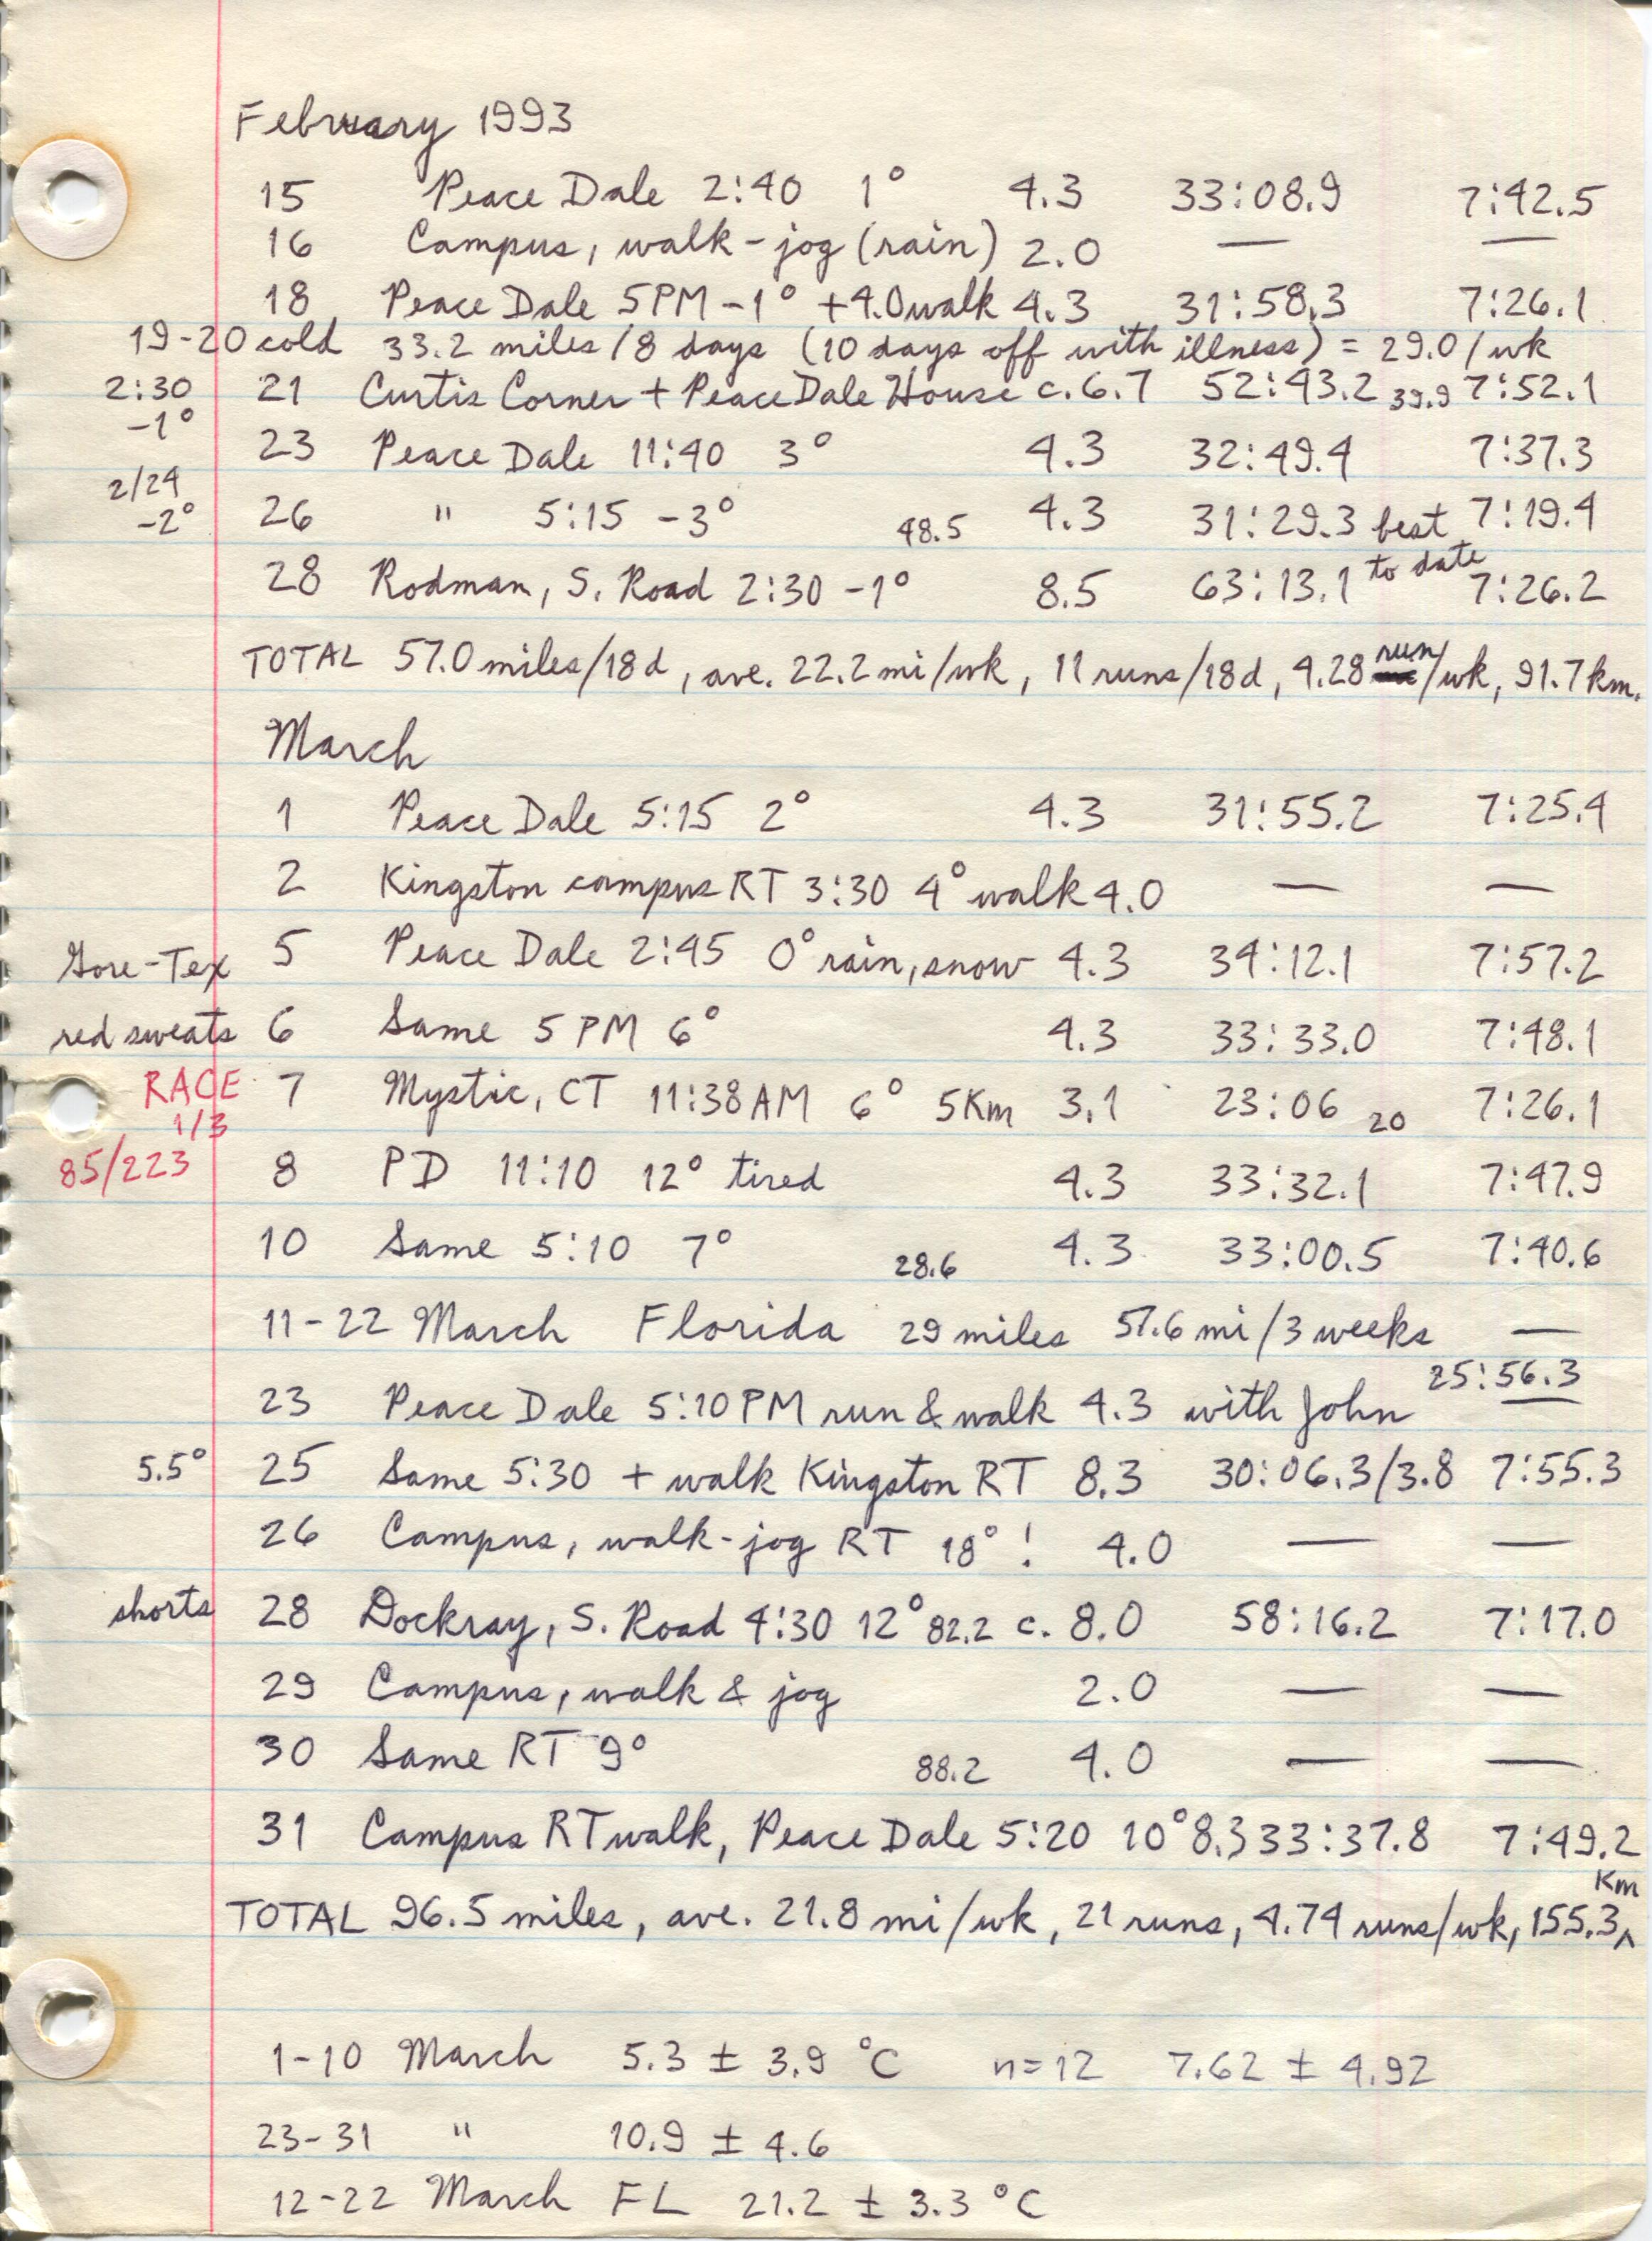 February 1993
15 Peace Dale 2:40 1° 4.3 33:08.9 7:42.5
16 Campus, walk-jog (rain) 2.0 — —
18 Peace Dale 5PM -1° +4.0 walk 4.3 31:58.3 7:26.1
19-20 cold 33.2 miles/8 days (10 days off with illness) = 29.0/wk
2:30 21 Curtis Corner + Peace Dale House c. 6.7 52:43.2 39.9 7:52.1
-1°
23 Peace Dale 11:40 3° 4.3 32:49.4 7:37.3
2/24
-2° 26 " 5:15 -3° 48.5 4.3 31:29.3 best 7:19.4
to date
28 Rodman, S. Road 2:30 -1° 8.5 63:13.1 7:26.2
TOTAL 57.0 miles/18d, ave. 22.2 mi/wk, 11 runs/18d, 4.28 run/wk, 91.7km.
March
1 Peace Dale 5:15 2° 4.3 31:55.2 7:25.4
2 Kingston campus RT 3:30 4° walk 4.0 — —
Gore-Tex 5 Peace Dale 2:45 0° rain, snow 4.3 34:12.1 7:57.2
red sweats 6 Same 5 PM 6° 4.3 33:33.0 7:48.1
RACE 7 Mystic, CT 11:38AM 6° 5Km 3.1 23:06 20 7:26.1
1/3
85/223 8 PD 11:10 12° tired 4.3 33:32.1 7:47.9
10 Same 5:10 7° 28.6 4.3 33:00.5 7:40.6
11-22 March Florida 29 miles 57.6 mi/3 weeks —
23 Peace Dale 5:10PM run & walk 4.3 with John 25:56.3
5.5° 25 Same 5:30 + walk Kingston RT 8.3 30:06.3/3.8 7:55.3
26 Campus, walk-jog RT 18°! 4.0 — —
shorts 28 Dockray, S. Road 4:30 12° 82.2 c. 8.0 58:16.2 7:17.0
29 Campus, walk & jog 2.0 — —
30 Same RT 9° 88.2 4.0 — —
31 Campus RT walk, Peace Dale 5:20 10° 8.3 33:37.8 7:49.2
Km
TOTAL 96.5 miles, ave. 21.8 mi/wk, 21 runs, 4.74 runs/wk, 155.3^
1-10 March 5.3 ± 3.9 °C n=12 7.62 ± 4.92
23-31 " 10.9 ± 4.6
12-22 March FL 21.2 ± 3.3 °C